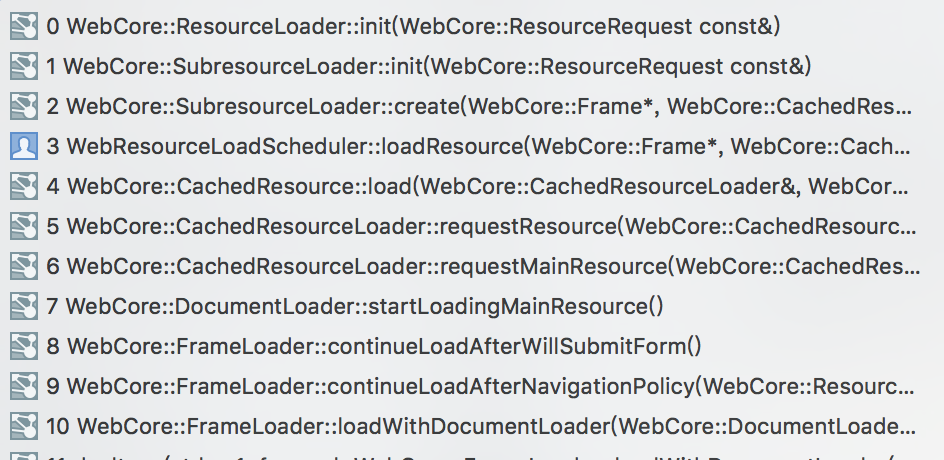 0 WebCore::ResourceLoader::init(WebCore::ResourceRequest const&)
1 WebCore::SubresourceLoader::init(WebCore::ResourceRequest const&)
2 WebCore::SubresourceLoader::create(WebCore::Frame*, WebCore::CachedRes...
3 WebResourceLoadScheduler::loadResource(WebCore::Frame*, WebCore::Cach...
4 WebCore::CachedResource::load(WebCore::CachedResourceLoader&, WebCor...
5 WebCore::CachedResourceLoader::requestResource(WebCore::CachedResourc...
6 WebCore::CachedResourceLoader::requestMainResource(WebCore::CachedRes...
7 WebCore::DocumentLoader::startLoadingMainResource()
8 WebCore::FrameLoader::continueLoadAfterWillSubmitForm()
9 WebCore::FrameLoader::continueLoadAfterNavigationPolicy(WebCore::Resourc...
10 WebCore::FrameLoader::loadWithDocumentLoader(WebCore::DocumentLoade...